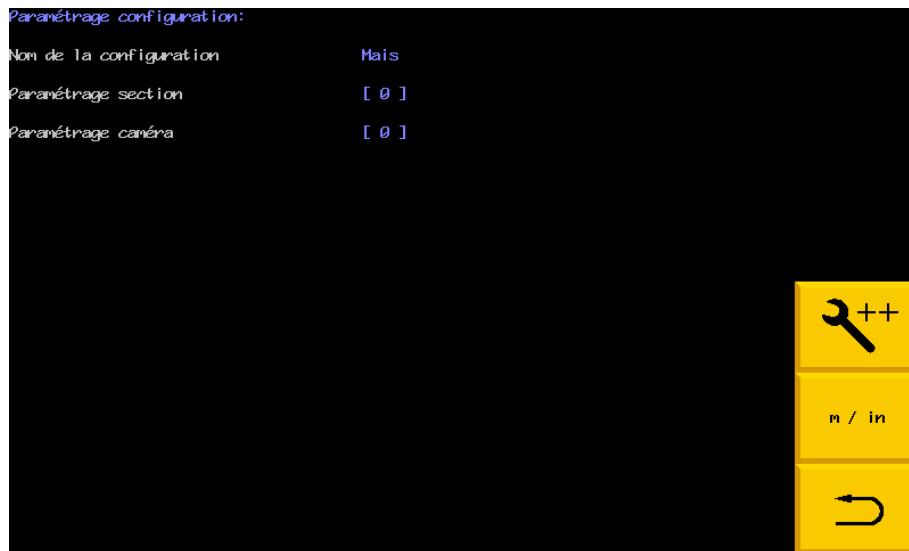 Paramétrage configuration:
Nom de la configuration Mais
Paramétrage section [ 0 ]
Paramétrage caméra [ 0 ]
++
m / in